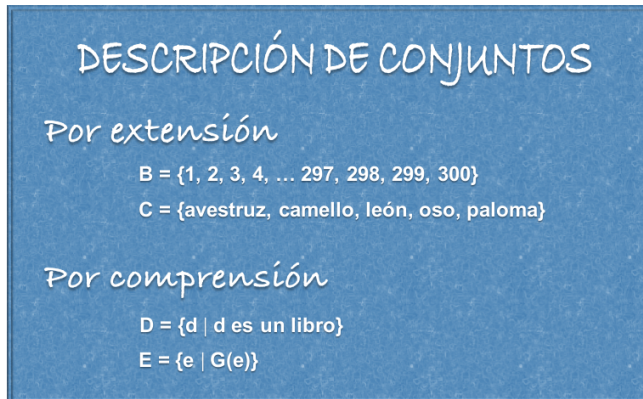 DESCRIPCIÓN DE CONJUNTOS
Por extensión
B = {1, 2, 3, 4, … 297, 298, 299, 300}
C = {avestruz, camello, león, oso, paloma}
Por comprensión
D = {d | d es un libro}
E = {e | G(e)}